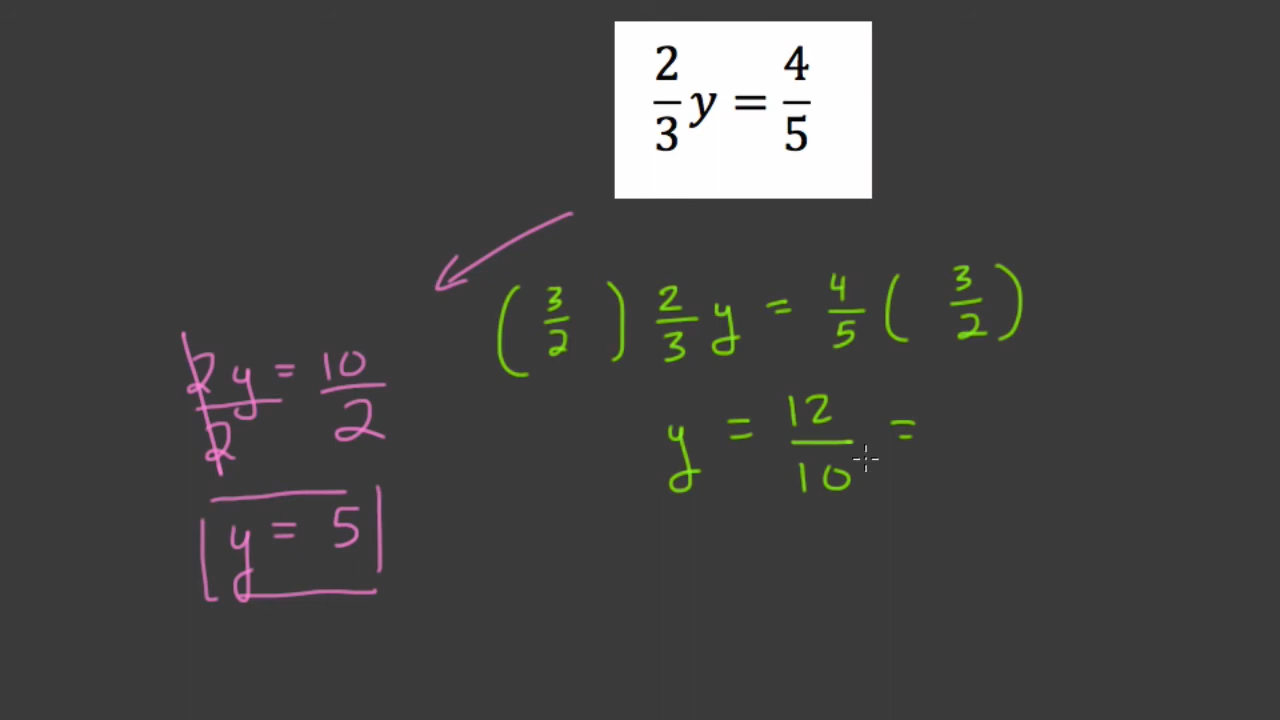 2/3 y = 4/5
(3/2) 2/3 y = 4/5 (3/2)
y = 12/10 =
2y/2 = 10/2
y = 5